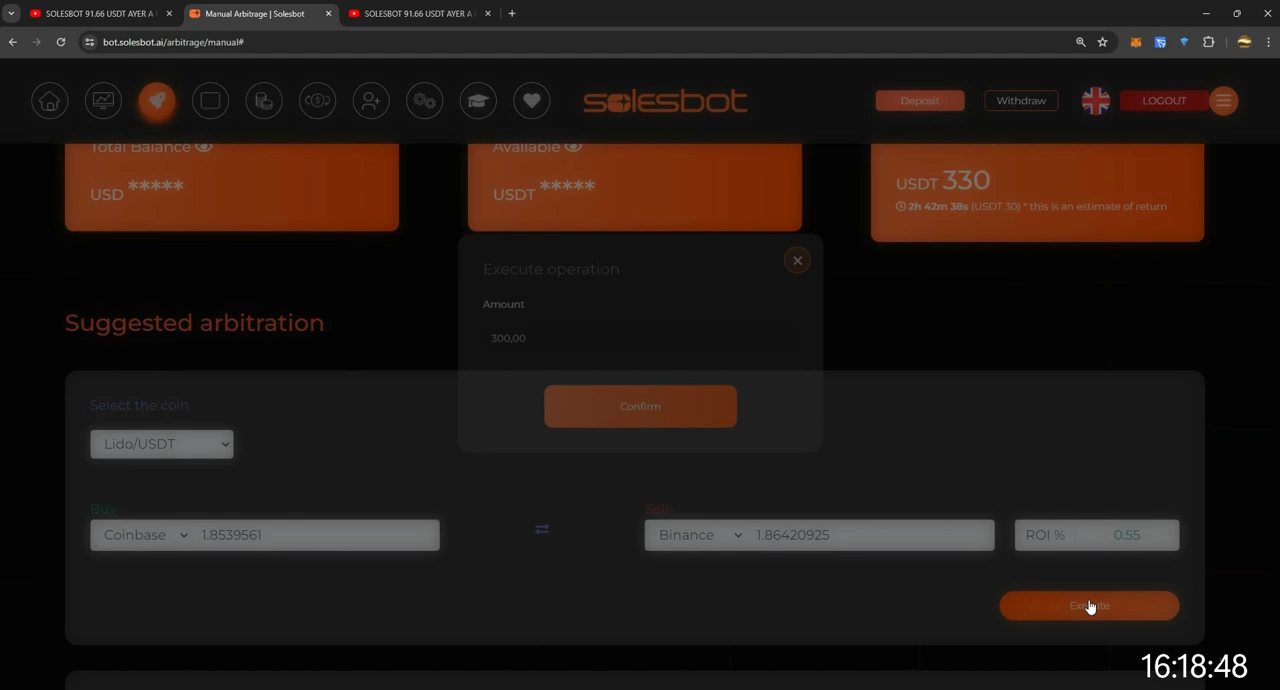 SOLESBOT 91.66 USDT AYER A
Manual Arbitrage | Solesbot
SOLESBOT 91.66 USDT AYER A
bot.solesbot.ai/arbitrage/manual#
solesbot
Deposit
Withdraw
LOGOUT
Total Balance
USD *****
Available
USDT *****
USDT 330
2h 42m 38s (USDT 30) * this is an estimate of return
Execute operation
Amount
300,00
Confirm
Suggested arbitration
Select the coin
Lido/USDT
Buy
Coinbase 1.8539561
Sell
Binance 1.86420925
ROI % 0.55
Execute
16:18:48